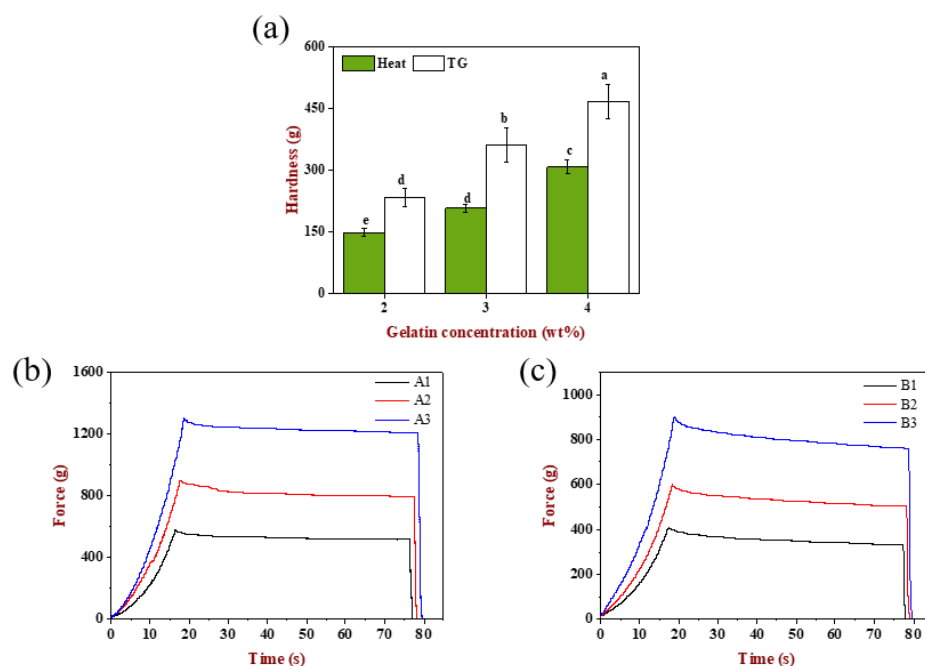 (a)
600
450
300
150
0
Hardness (g)
Heat
TG
e
d
d
b
c
a
2
3
4
Gelatin concentration (wt%)
(b)
1600
1200
800
400
0
Force (g)
A1
A2
A3
0 10 20 30 40 50 60 70 80
Time (s)
(c)
1000
800
600
400
200
0
Force (g)
B1
B2
B3
0 10 20 30 40 50 60 70 80
Time (s)